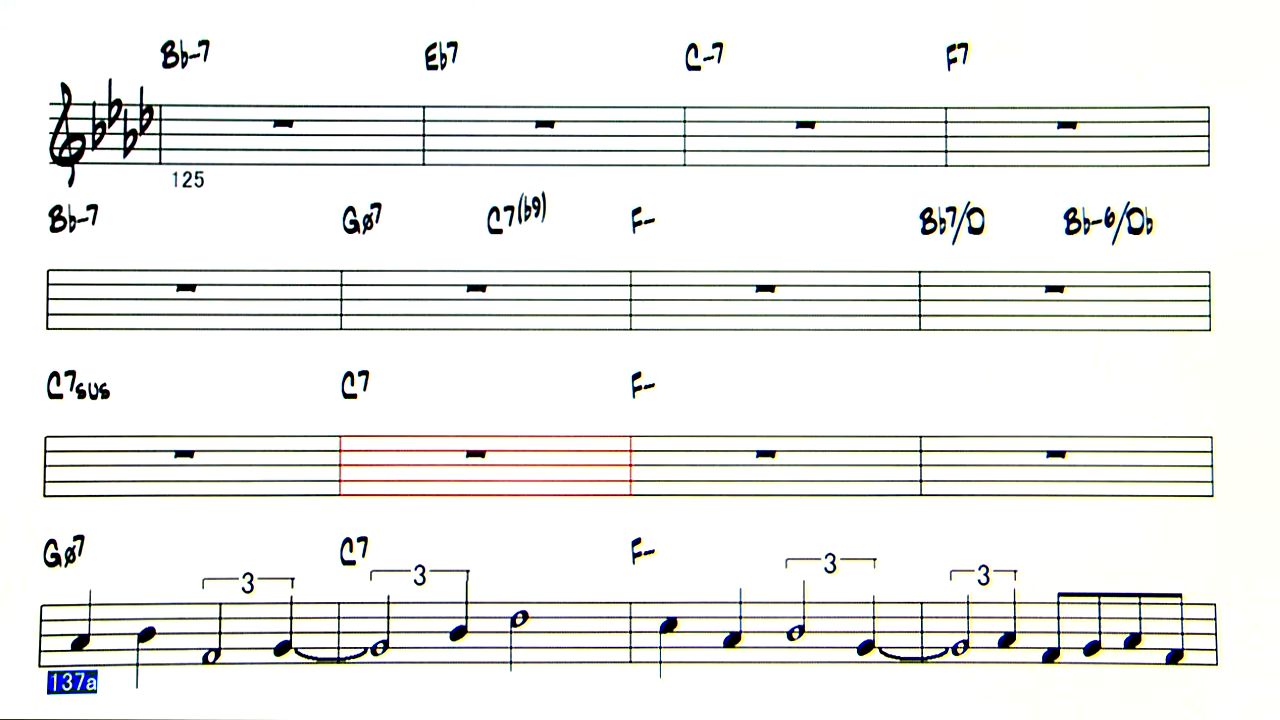 Bb-7 Eb7 C-7 F7
125
Bb-7 Gø7 C7(b9) F- Bb7/D Bb-6/Db
C7sus C7 F-
Gø7 C7 F-
3 3 3 3
137a